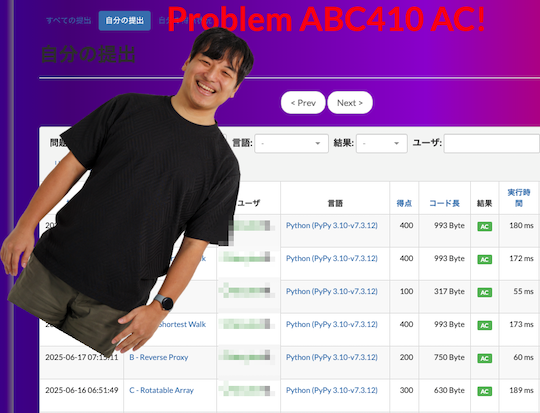 Problem ABC410 AC!
すべての提出 自分の提出 自
自分の提出
< Prev Next >
問題 言語: - 結果: - ユーザ:
ユーザ 言語 得点 コード長 結果 実行時間
Python (PyPy 3.10-v7.3.12) 400 993 Byte AC 180 ms
Walk Python (PyPy 3.10-v7.3.12) 400 993 Byte AC 172 ms
Python (PyPy 3.10-v7.3.12) 100 317 Byte AC 55 ms
Shortest Walk Python (PyPy 3.10-v7.3.12) 400 993 Byte AC 173 ms
2025-06-17 07:15:11 B - Reverse Proxy Python (PyPy 3.10-v7.3.12) 200 750 Byte AC 60 ms
2025-06-16 06:51:49 C - Rotatable Array Python (PyPy 3.10-v7.3.12) 300 630 Byte AC 189 ms